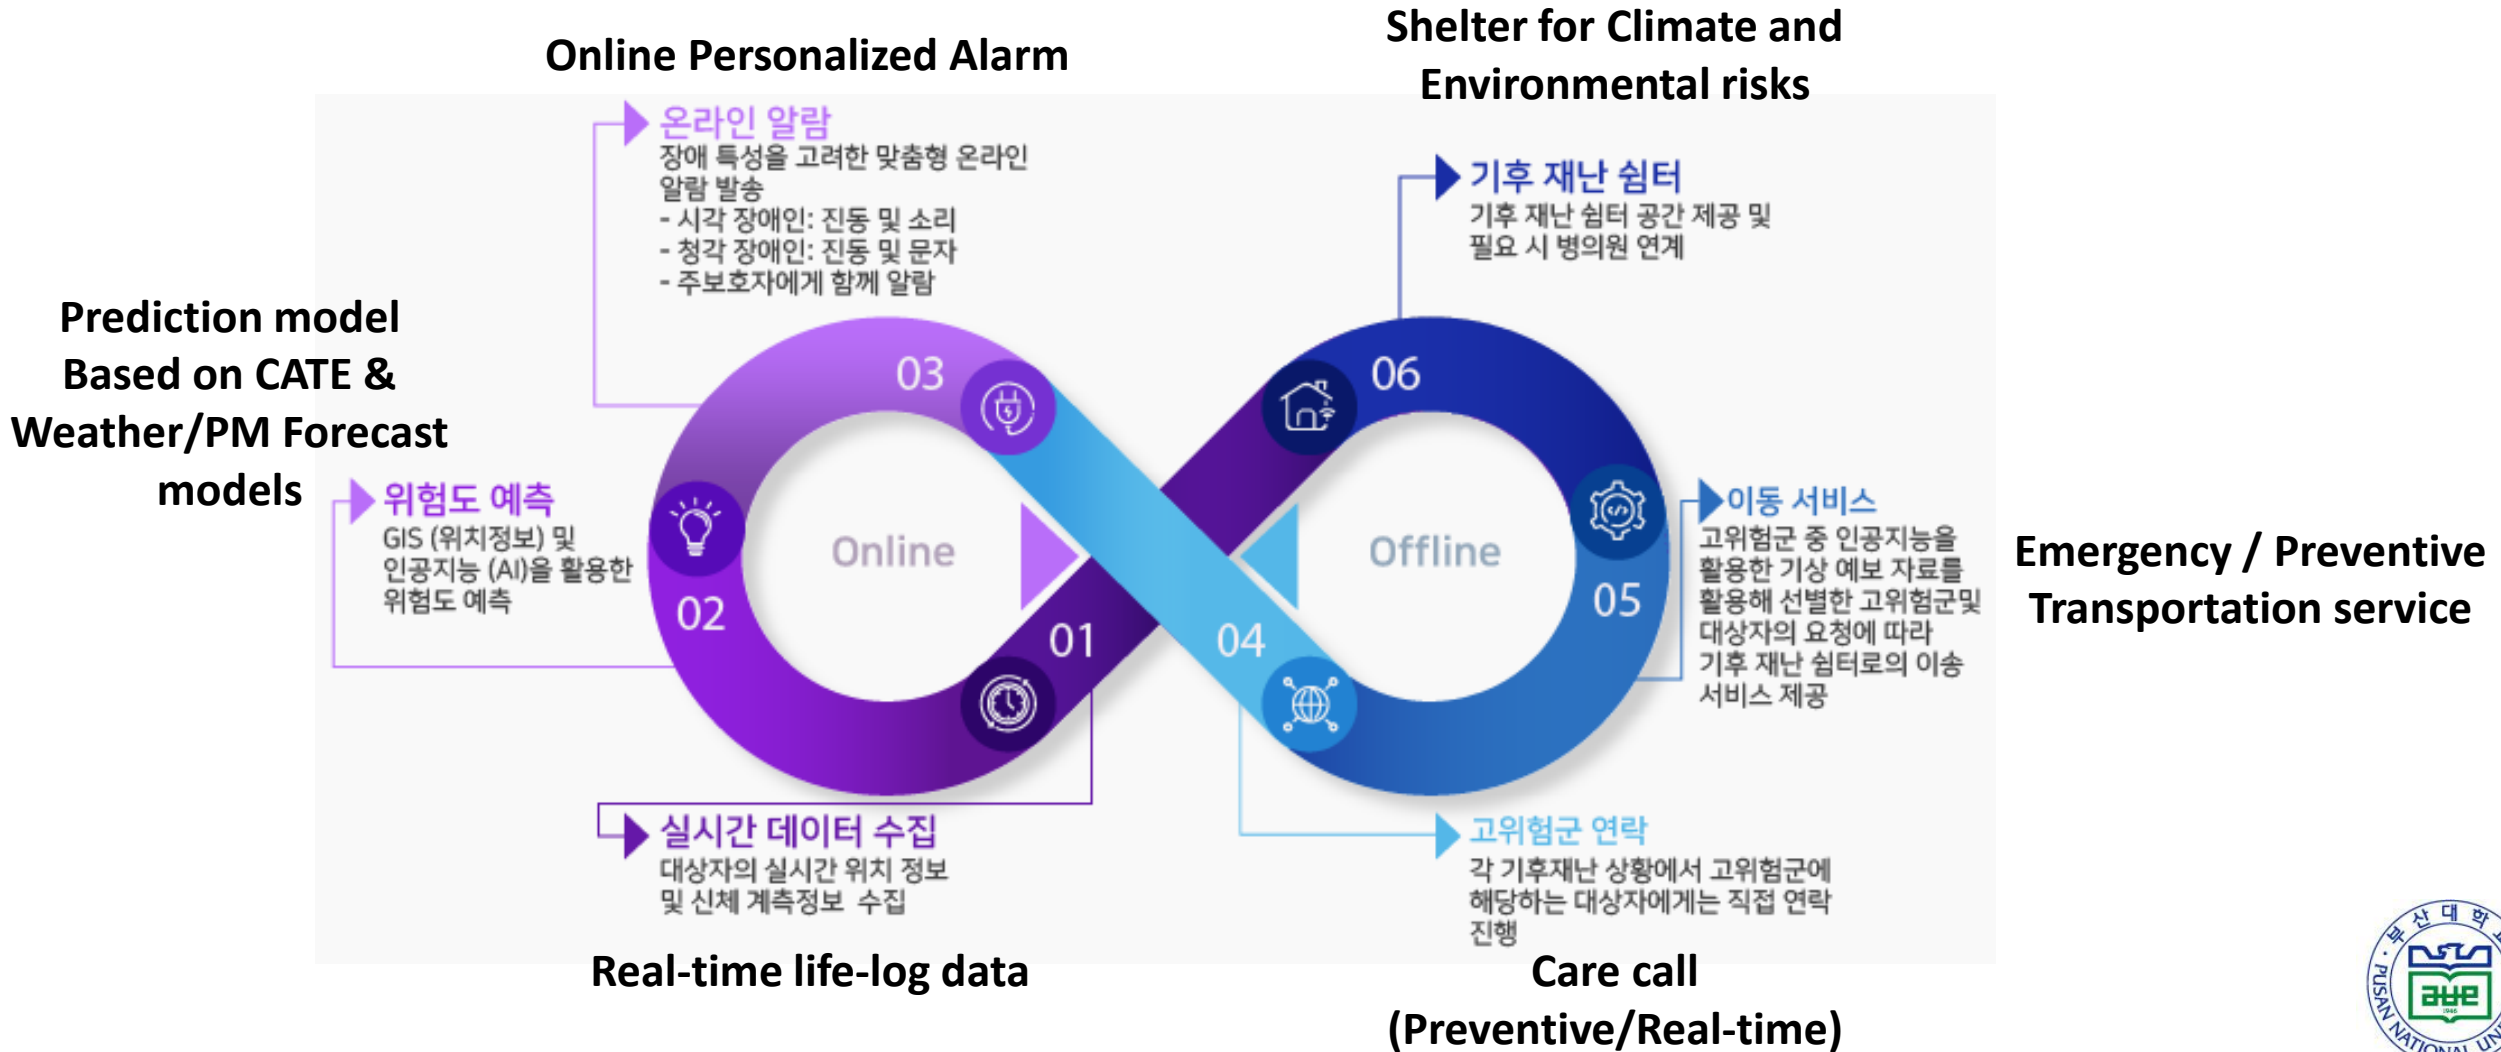 Online Personalized Alarm
Shelter for Climate and
Environmental risks
온라인 알람
장애 특성을 고려한 맞춤형 온라인
알람 발송
- 시각 장애인: 진동 및 소리
- 청각 장애인: 진동 및 문자
- 주보호자에게 함께 알람
기후 재난 쉼터
기후 재난 쉼터 공간 제공 및
필요 시 병의원 연계
Prediction model
Based on CATE &
Weather/PM Forecast
models
위험도 예측
GIS (위치정보) 및
인공지능 (AI)을 활용한
위험도 예측
03
06
02
Online
01
Offline
04
05
이동 서비스
고위험군 중 인공지능을
활용한 기상 예보 자료를
활용해 선별한 고위험군및
대상자의 요청에 따라
기후 재난 쉼터로의 이송
서비스 제공
Emergency / Preventive
Transportation service
실시간 데이터 수집
대상자의 실시간 위치 정보
및 신체 계측정보 수집
Real-time life-log data
고위험군 연락
각 기후재난 상황에서 고위험군에
해당하는 대상자에게는 직접 연락
진행
Care call
(Preventive/Real-time)
부산대학
PUSAN NATIONAL
1946